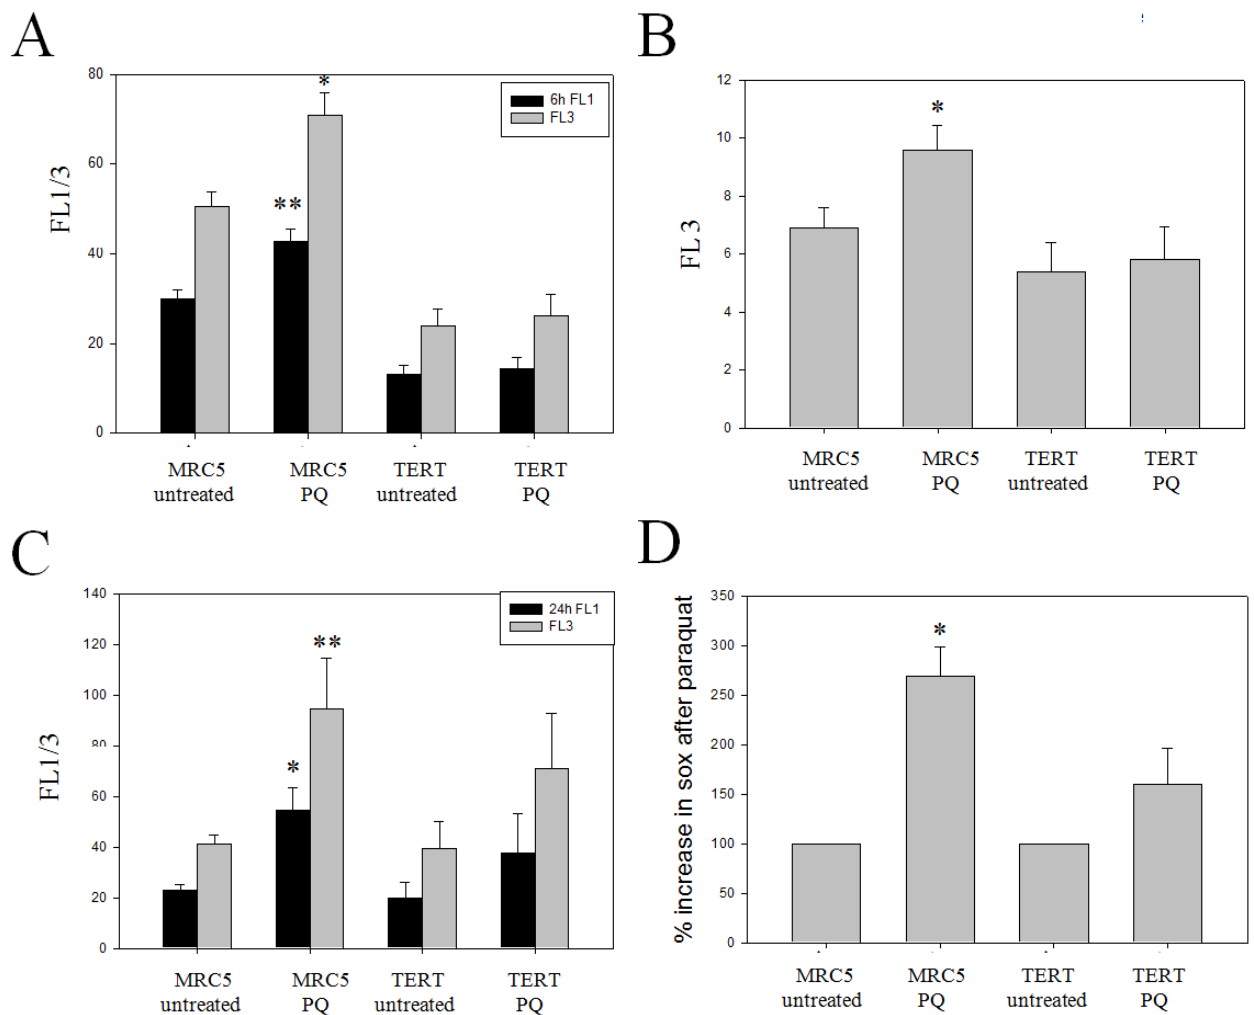 A
80
60
40
20
0
FL1/3
6h FL1
FL3
*
**
MRC5 untreated
MRC5 PQ
TERT untreated
TERT PQ
B
12
10
8
6
4
2
0
FL 3
*
MRC5 untreated
MRC5 PQ
TERT untreated
TERT PQ
C
140
120
100
80
60
40
20
0
FL1/3
24h FL1
FL3
**
*
MRC5 untreated
MRC5 PQ
TERT untreated
TERT PQ
D
350
300
250
200
150
100
50
0
% increase in sox after paraquat
*
MRC5 untreated
MRC5 PQ
TERT untreated
TERT PQ